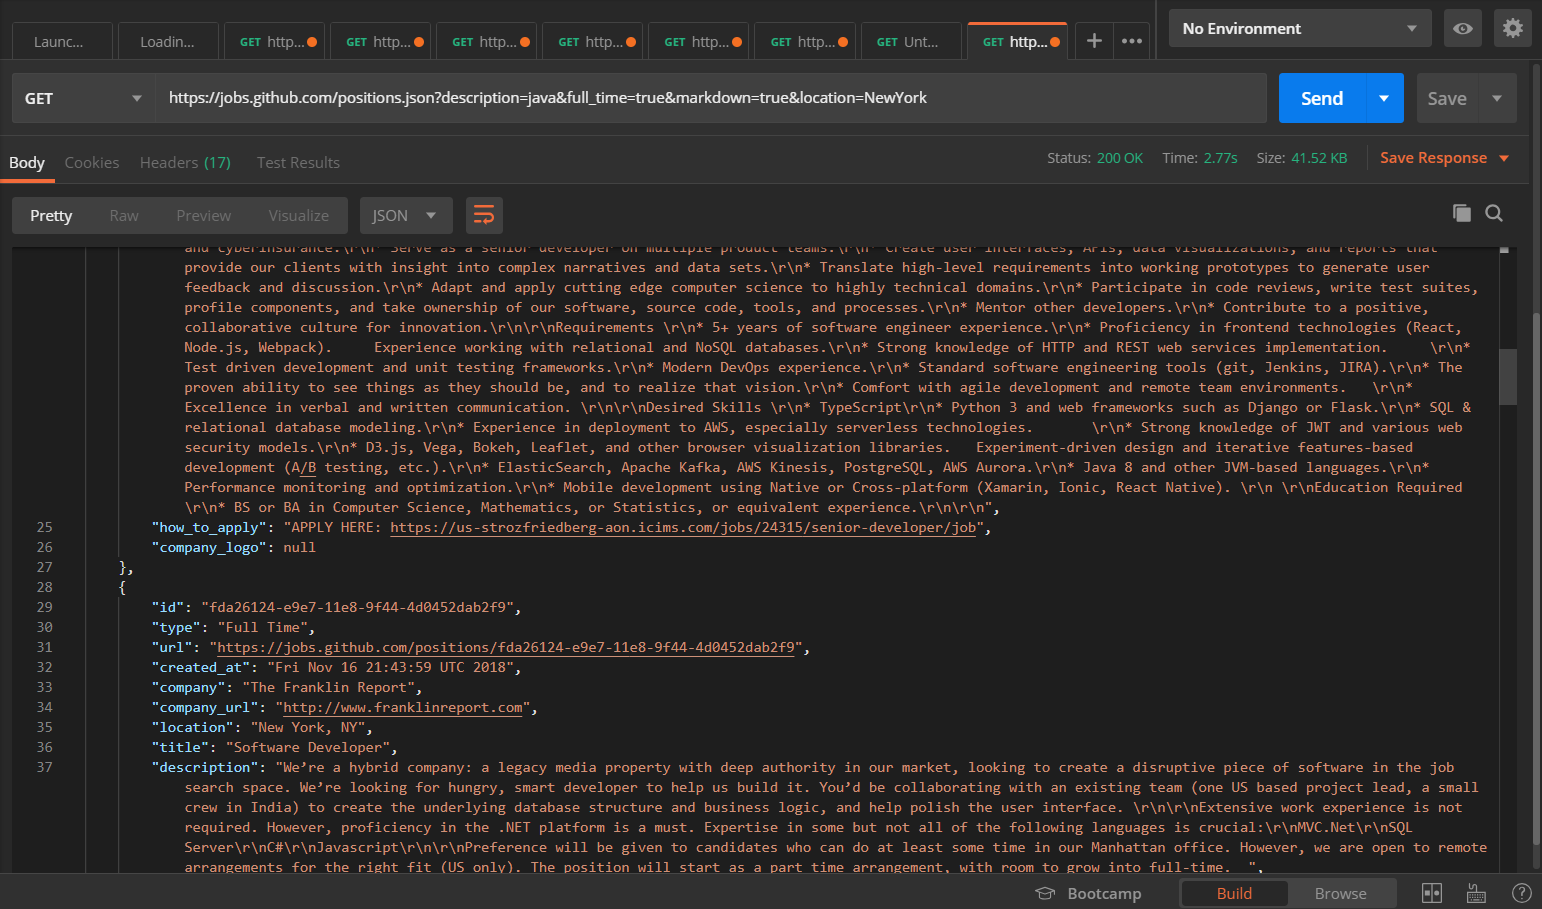 Launc...
Loadin...
GET http...
GET http...
GET http...
GET http...
GET http...
GET http...
GET Unt...
GET http...
No Environment
GET
https://jobs.github.com/positions.json?description=java&full_time=true&markdown=true&location=NewYork
Send
Save
Body
Cookies
Headers (17)
Test Results
Status: 200 OK
Time: 2.77s
Size: 41.52 KB
Save Response
Pretty
Raw
Preview
Visualize
JSON
and cyberinsurance.\r\n* Serve as a senior developer on multiple product teams.\r\n* Create user interfaces, APIs, data visualizations, and reports that
provide our clients with insight into complex narratives and data sets.\r\n* Translate high-level requirements into working prototypes to generate user
feedback and discussion.\r\n* Adapt and apply cutting edge computer science to highly technical domains.\r\n* Participate in code reviews, write test suites,
profile components, and take ownership of our software, source code, tools, and processes.\r\n* Mentor other developers.\r\n* Contribute to a positive,
collaborative culture for innovation.\r\n\r\nRequirements \r\n* 5+ years of software engineer experience.\r\n* Proficiency in frontend technologies (React,
Node.js, Webpack).     Experience working with relational and NoSQL databases.\r\n* Strong knowledge of HTTP and REST web services implementation.     \r\n*
Test driven development and unit testing frameworks.\r\n* Modern DevOps experience.\r\n* Standard software engineering tools (git, Jenkins, JIRA).\r\n* The
proven ability to see things as they should be, and to realize that vision.\r\n* Comfort with agile development and remote team environments.   \r\n*
Excellence in verbal and written communication. \r\n\r\nDesired Skills \r\n* TypeScript\r\n* Python 3 and web frameworks such as Django or Flask.\r\n* SQL &
relational database modeling.\r\n* Experience in deployment to AWS, especially serverless technologies.       \r\n* Strong knowledge of JWT and various web
security models.\r\n* D3.js, Vega, Bokeh, Leaflet, and other browser visualization libraries.   Experiment-driven design and iterative features-based
development (A/B testing, etc.).\r\n* ElasticSearch, Apache Kafka, AWS Kinesis, PostgreSQL, AWS Aurora.\r\n* Java 8 and other JVM-based languages.\r\n*
Performance monitoring and optimization.\r\n* Mobile development using Native or Cross-platform (Xamarin, Ionic, React Native). \r\n \r\nEducation Required
\r\n* BS or BA in Computer Science, Mathematics, or Statistics, or equivalent experience.\r\n\r\n",
25 "how_to_apply": "APPLY HERE: https://us-strozfriedberg-aon.icims.com/jobs/24315/senior-developer/job",
26 "company_logo": null
27 },
28 {
29 "id": "fda26124-e9e7-11e8-9f44-4d0452dab2f9",
30 "type": "Full Time",
31 "url": "https://jobs.github.com/positions/fda26124-e9e7-11e8-9f44-4d0452dab2f9",
32 "created_at": "Fri Nov 16 21:43:59 UTC 2018",
33 "company": "The Franklin Report",
34 "company_url": "http://www.franklinreport.com",
35 "location": "New York, NY",
36 "title": "Software Developer",
37 "description": "We’re a hybrid company: a legacy media property with deep authority in our market, looking to create a disruptive piece of software in the job
search space. We’re looking for hungry, smart developer to help us build it. You’d be collaborating with an existing team (one US based project lead, a small
crew in India) to create the underlying database structure and business logic, and help polish the user interface. \r\n\r\nExtensive work experience is not
required. However, proficiency in the .NET platform is a must. Expertise in some but not all of the following languages is crucial:\r\nMVC.Net\r\nSQL
Server\r\nC#\r\nJavascript\r\n\r\nPreference will be given to candidates who can do at least some time in our Manhattan office. However, we are open to remote
arrangements for the right fit (US only). The position will start as a part time arrangement, with room to grow into full-time.  ",
Bootcamp
Build
Browse